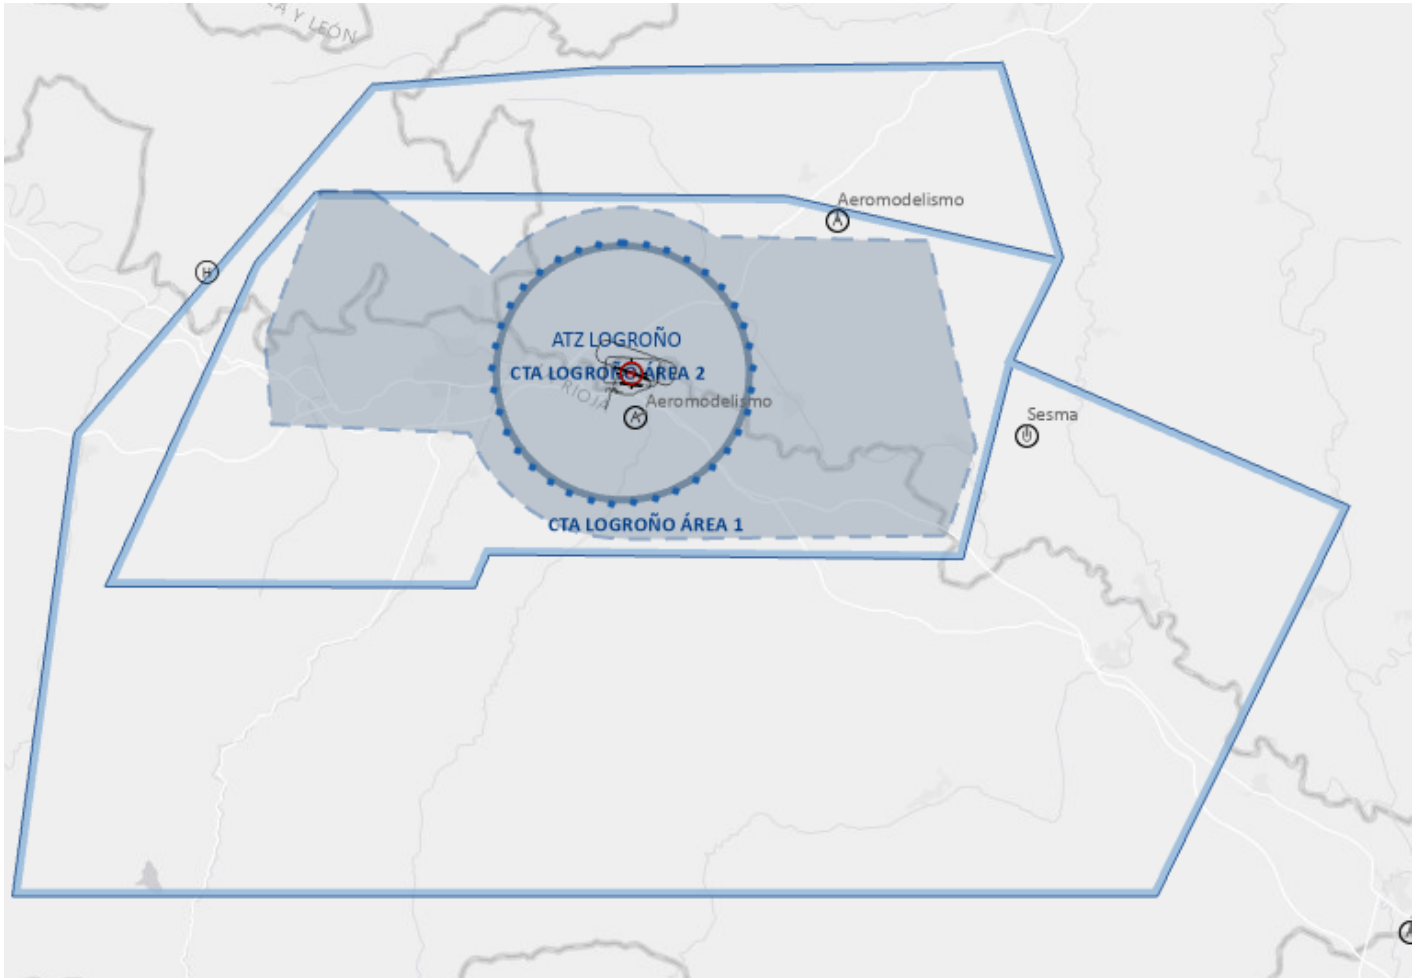 A Y LEÓN
Aeromodelismo
H
ATZ LOGROÑO
CTA LOGROÑO ÁREA 2
RIOJA
Aeromodelismo
Sesma
U
CTA LOGROÑO ÁREA 1